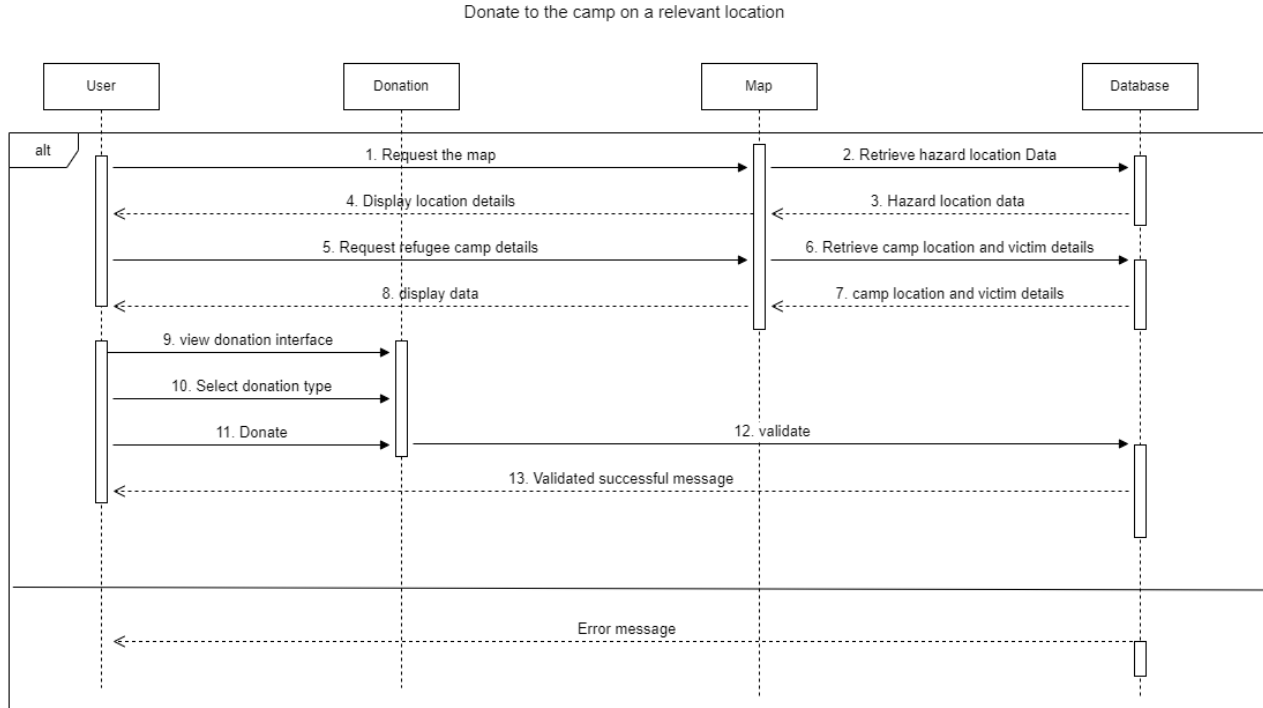 Donate to the camp on a relevant location
User
Donation
Map
Database
alt
1. Request the map
2. Retrieve hazard location Data
4. Display location details
3. Hazard location data
5. Request refugee camp details
6. Retrieve camp location and victim details
8. display data
7. camp location and victim details
9. view donation interface
10. Select donation type
11. Donate
12. validate
13. Validated successful message
Error message